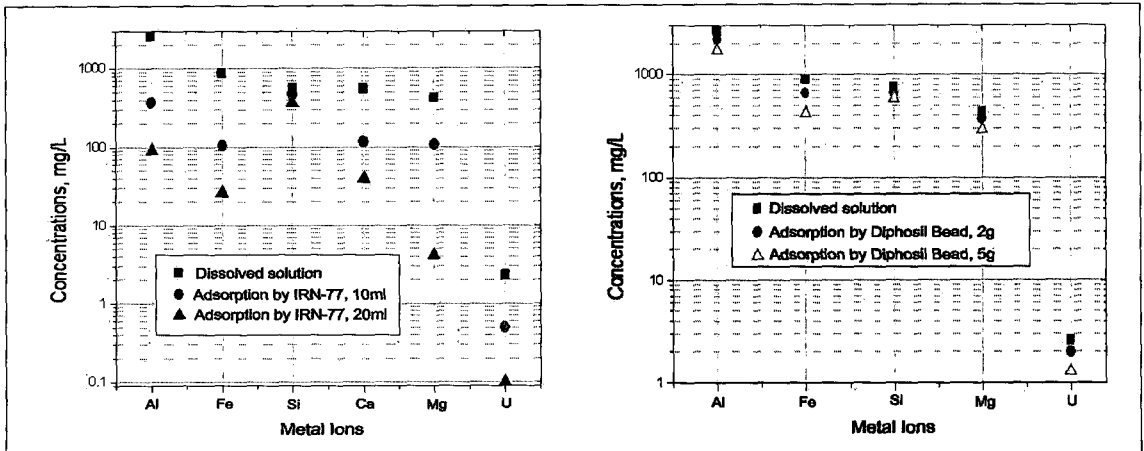 Concentrations, mg/L
1000
100
10
1
0.1
Dissolved solution
Adsorption by IRN-77, 10ml
Adsorption by IRN-77, 20ml
Al Fe Si Ca Mg U
Metal Ions
Concentrations, mg/L
1000
100
10
1
Dissolved solution
Adsorption by Diphosil Bead, 2g
Adsorption by Diphosil Bead, 5g
Al Fe Si Mg U
Metal Ions